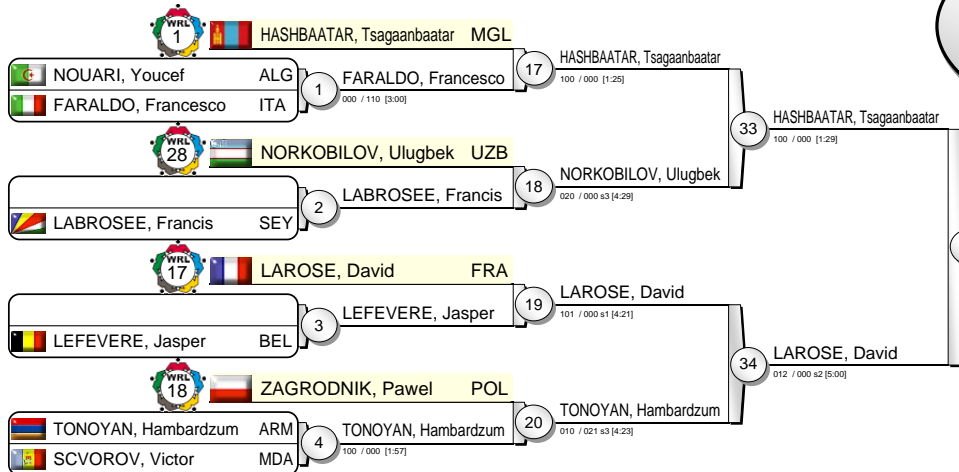 WRL 1 HASHBAATAR, Tsagaanbaatar MGL
NOUARI, Youcef ALG
FARALDO, Francesco ITA
1
FARALDO, Francesco
000 / 110 [3:00]
17
HASHBAATAR, Tsagaanbaatar
100 / 000 [1:25]
WRL 28 NORKOBILOV, Ulugbek UZB
LABROSEE, Francis SEY
2
LABROSEE, Francis
18
NORKOBILOV, Ulugbek
020 / 000 s3 [4:29]
33
HASHBAATAR, Tsagaanbaatar
100 / 000 [1:29]
WRL 17 LAROSE, David FRA
LEFEVERE, Jasper BEL
3
LEFEVERE, Jasper
19
LAROSE, David
101 / 000 s1 [4:21]
WRL 18 ZAGRODNIK, Pawel POL
TONOYAN, Hambardzum ARM
SCVOROV, Victor MDA
4
TONOYAN, Hambardzum
100 / 000 [1:57]
20
TONOYAN, Hambardzum
010 / 021 s3 [4:23]
34
LAROSE, David
012 / 000 s2 [5:00]